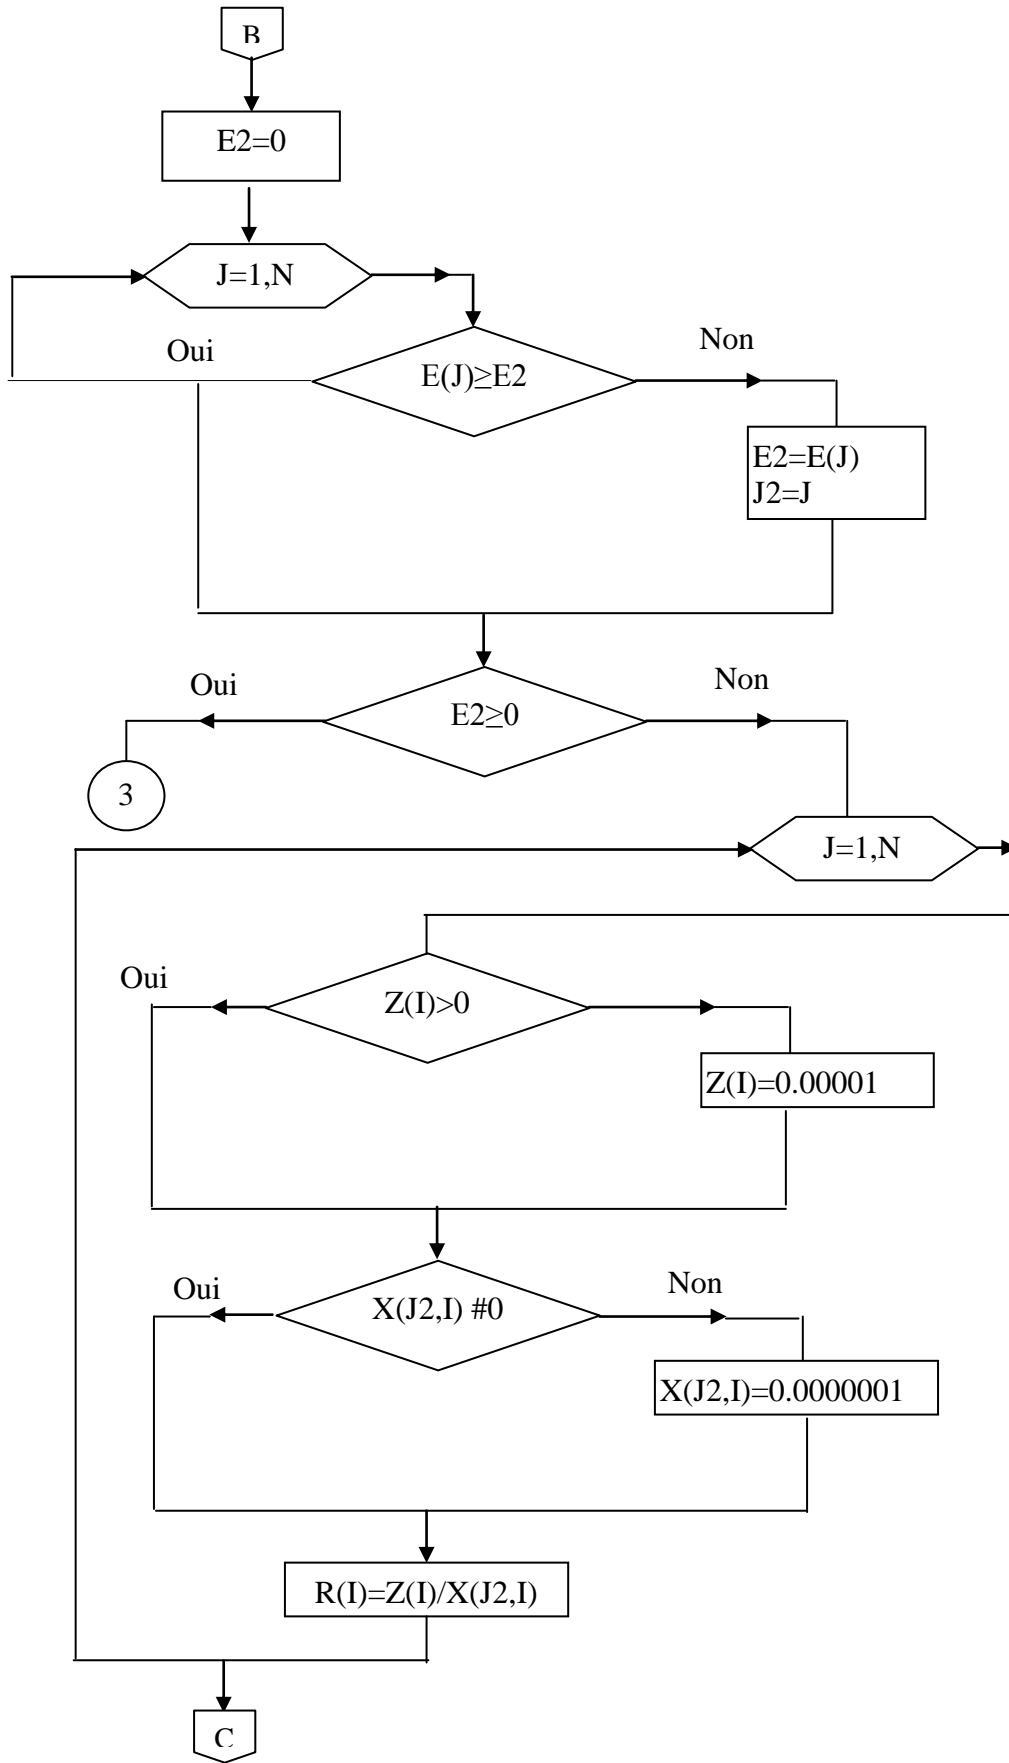 B
E2=0
J=1,N
Oui
Non
E(J)≥E2
E2=E(J)
J2=J
Oui
Non
E2≥0
3
J=1,N
Oui
Z(I)>0
Z(I)=0.00001
Oui
Non
X(J2,I) #0
X(J2,I)=0.0000001
R(I)=Z(I)/X(J2,I)
C